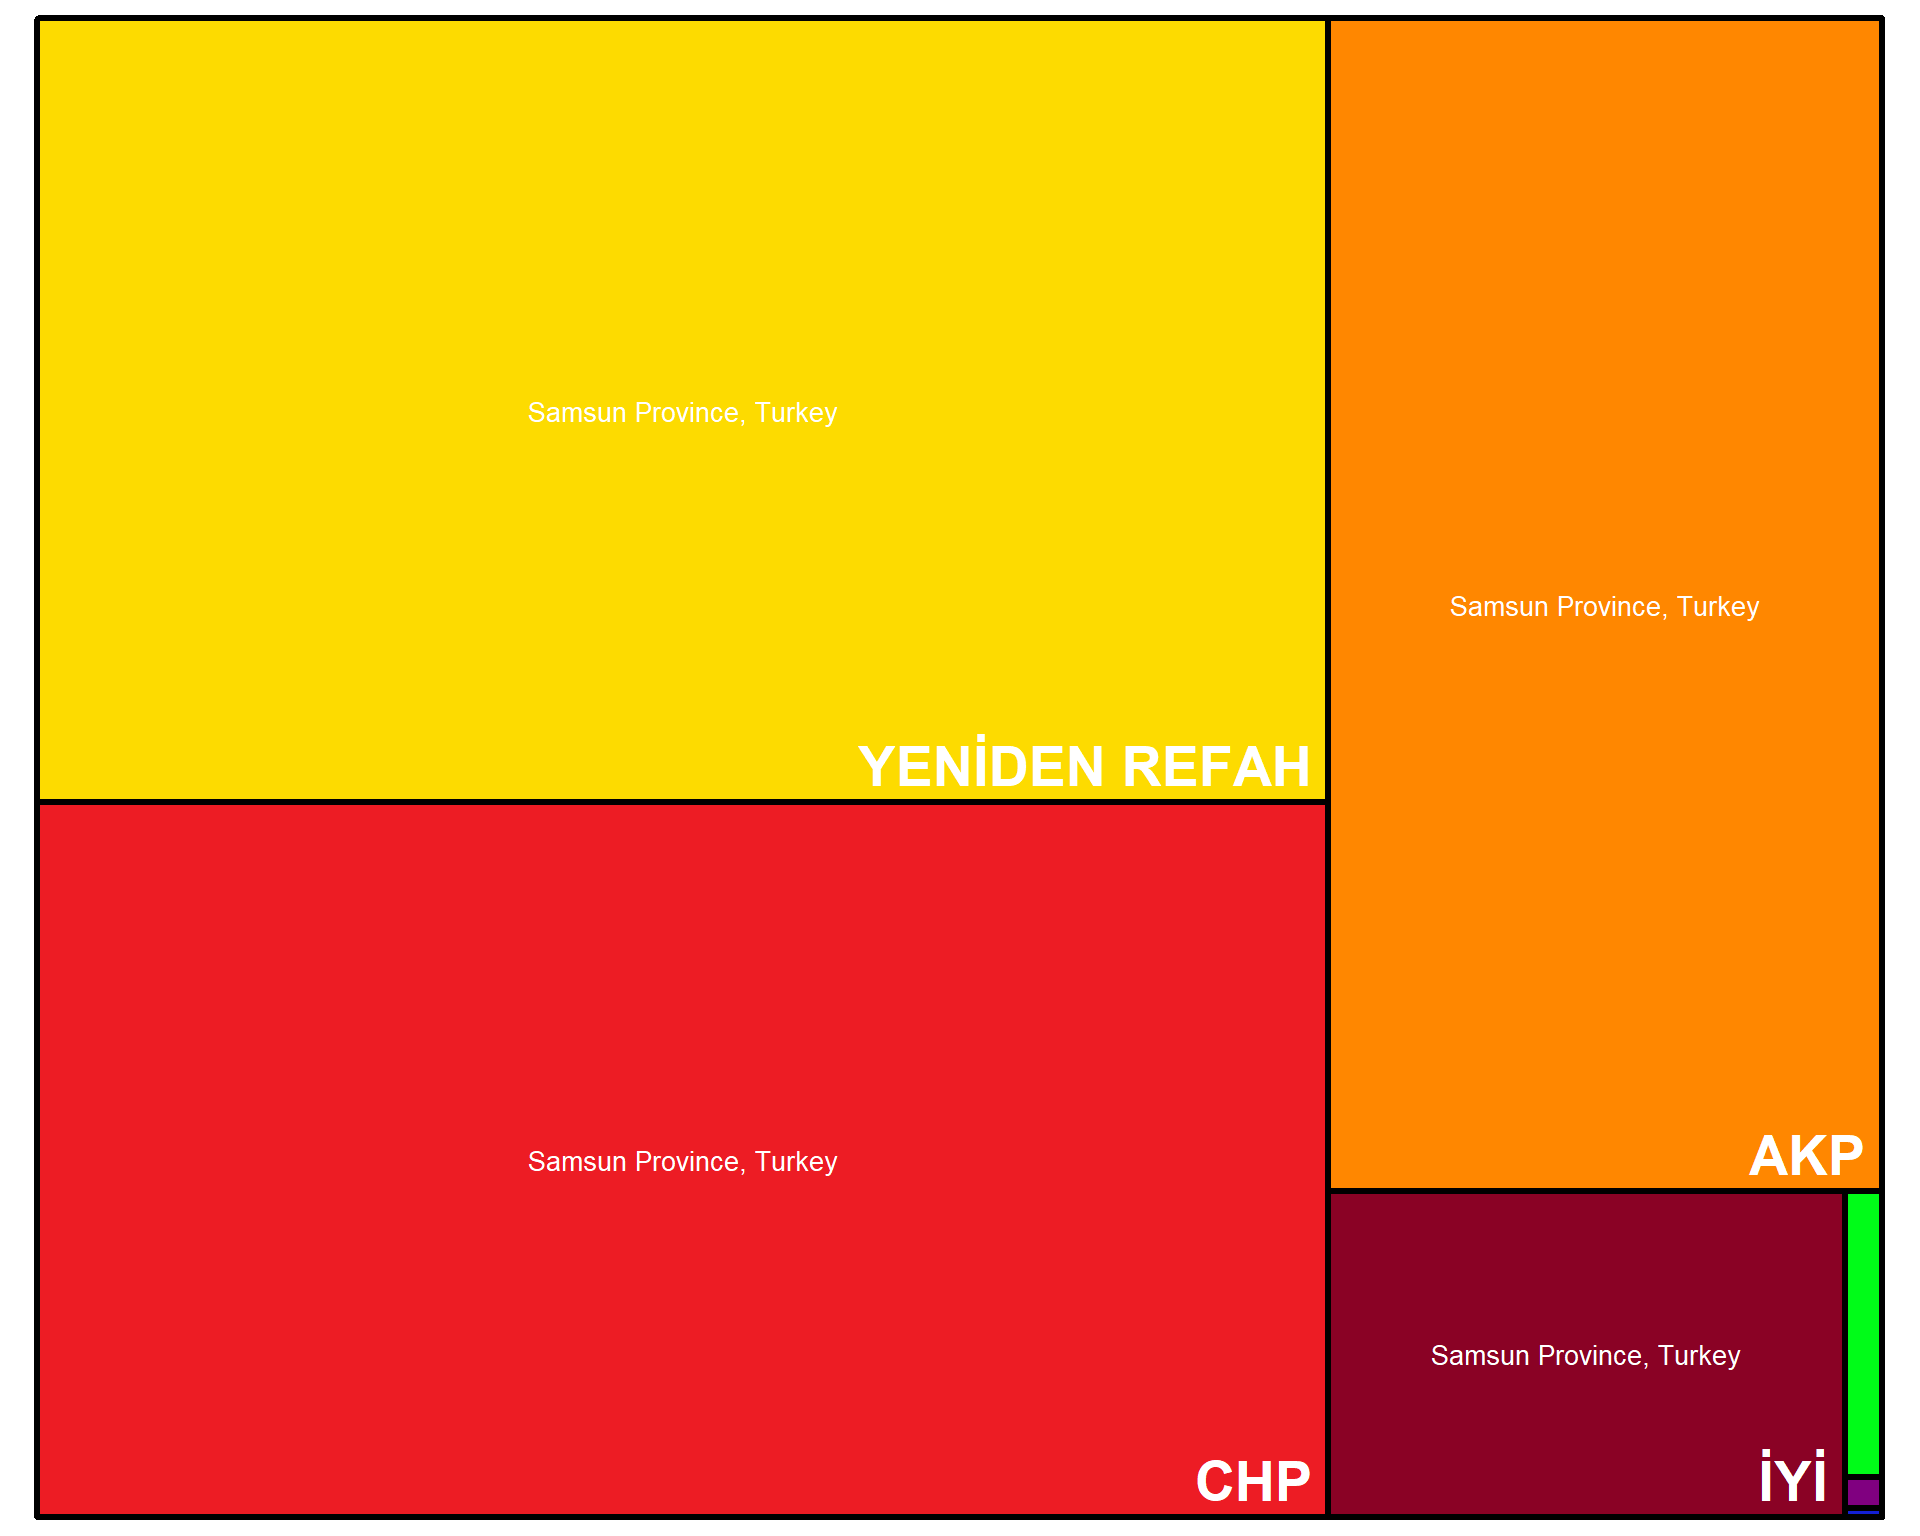 Samsun Province, Turkey
YENİDEN REFAH
Samsun Province, Turkey
CHP
Samsun Province, Turkey
AKP
Samsun Province, Turkey
İYİ